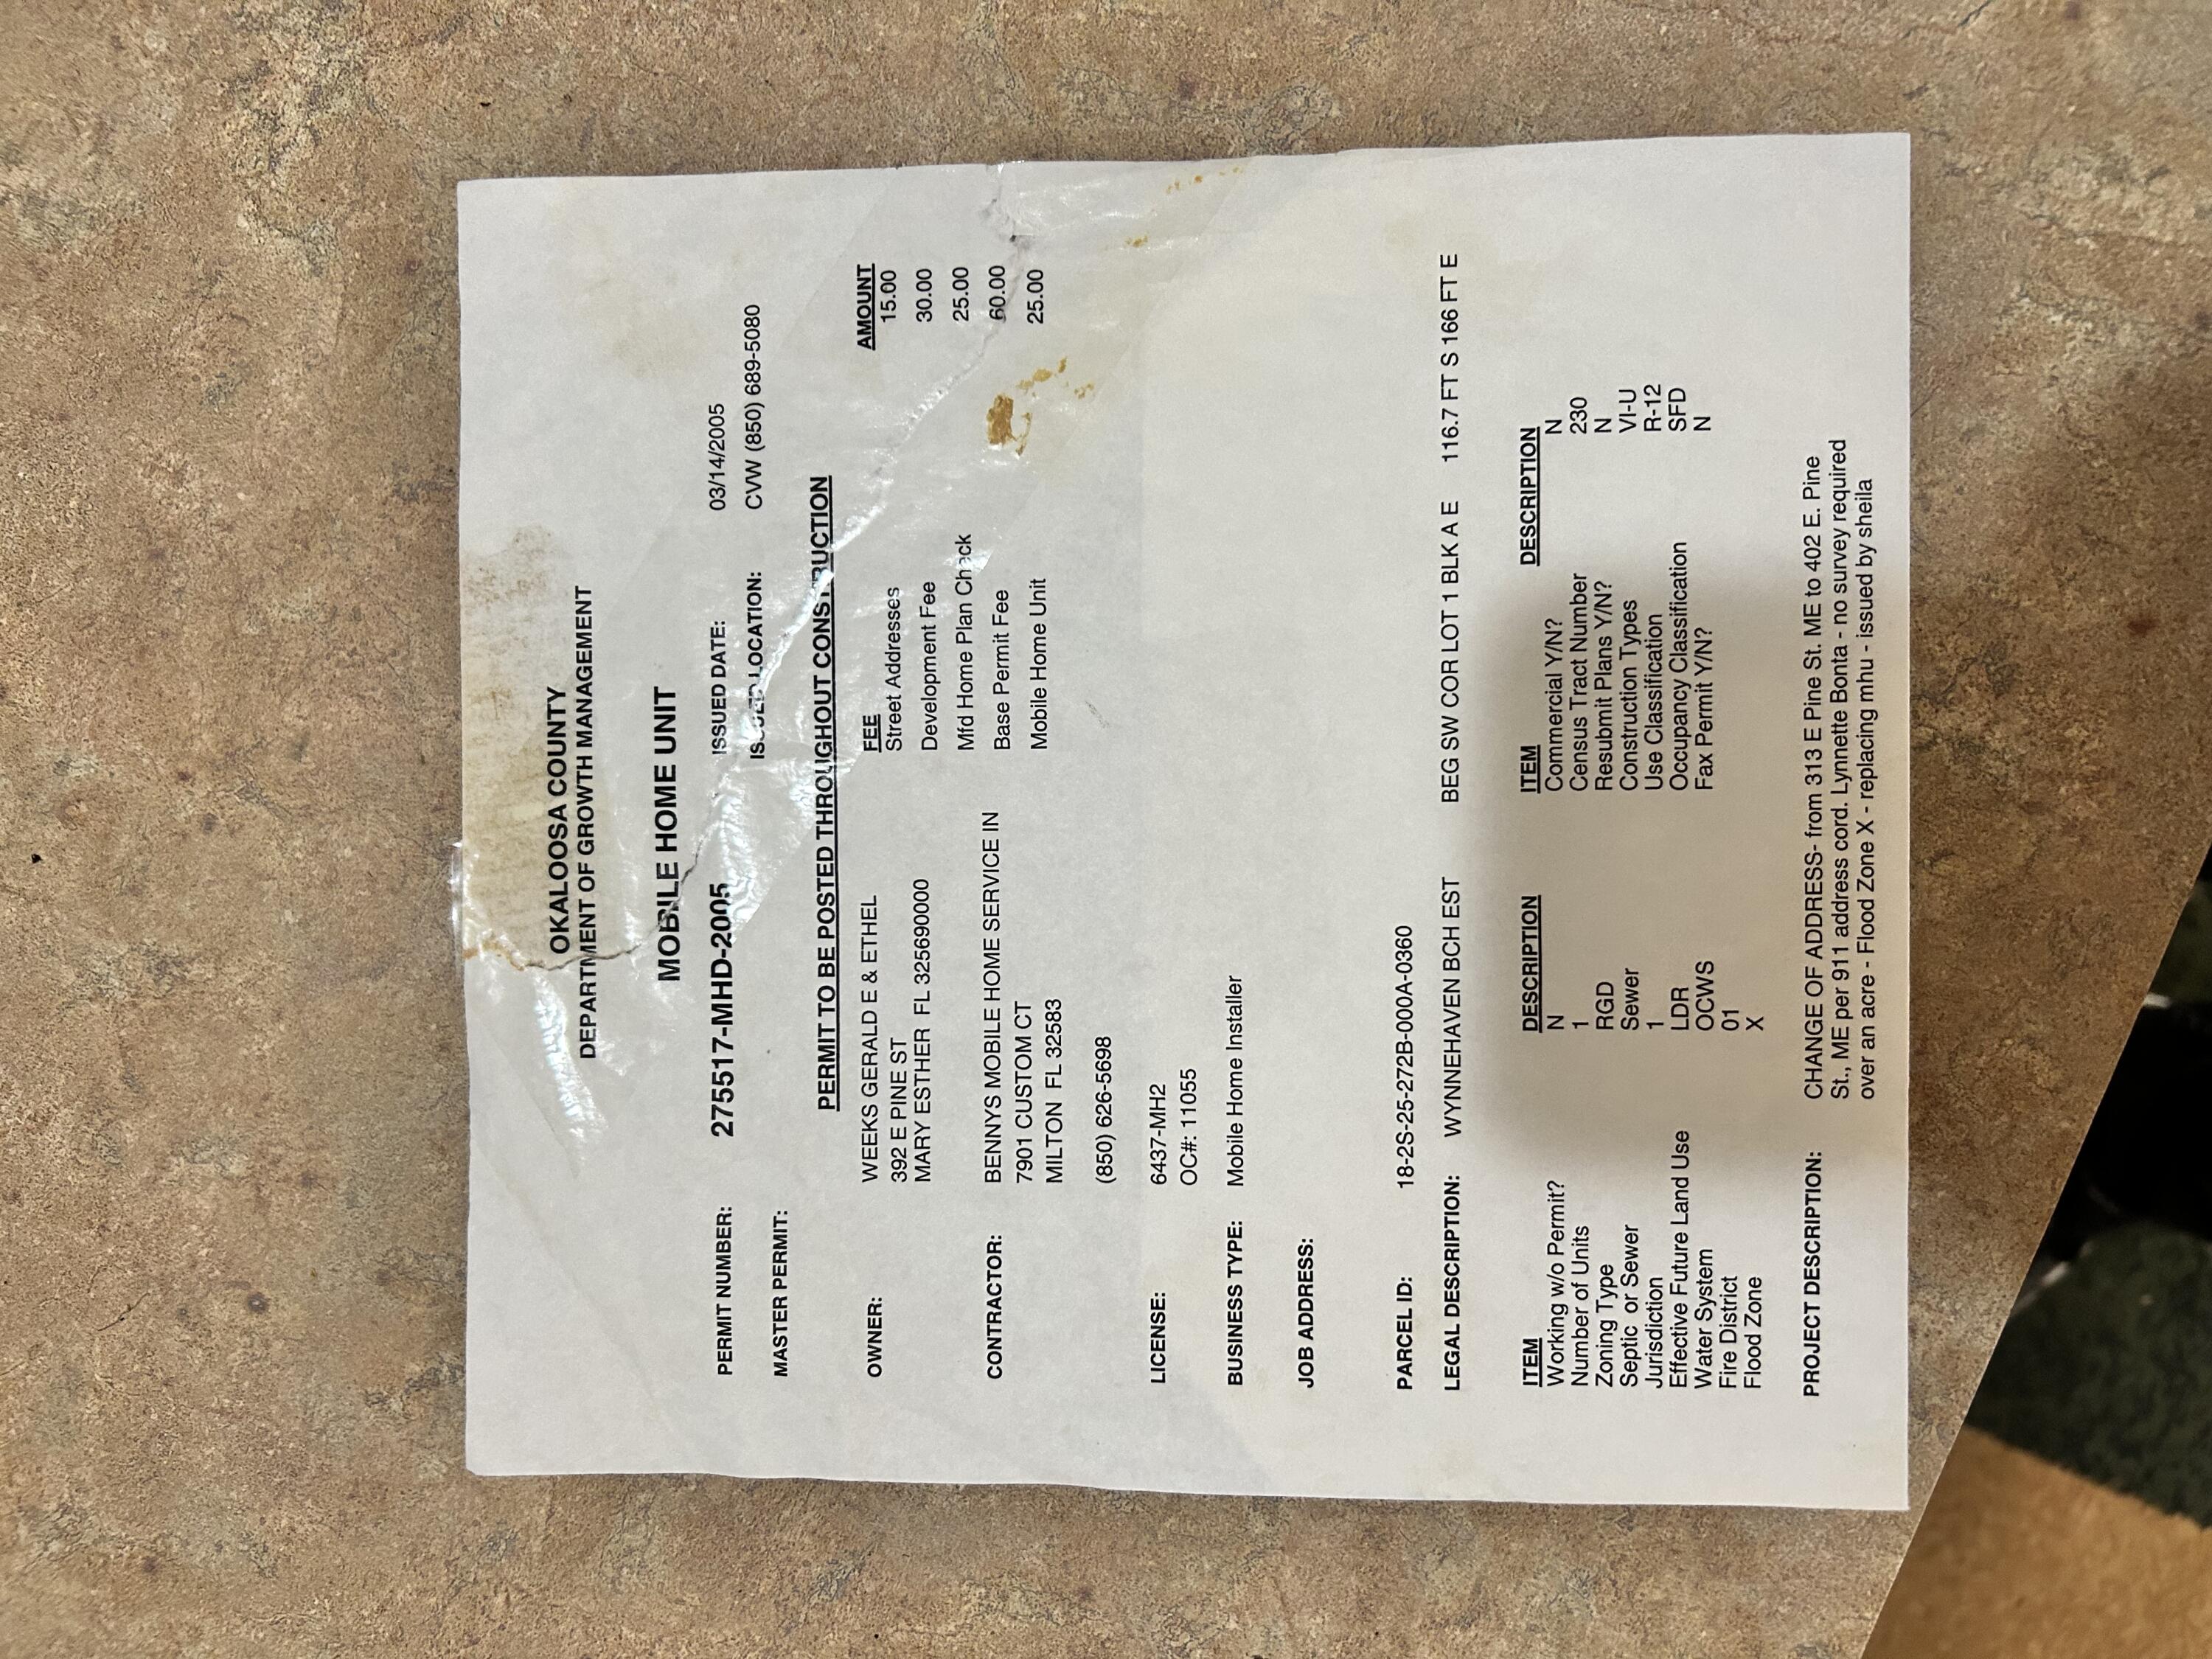 OKALOOSA COUNTY
DEPARTMENT OF GROWTH MANAGEMENT
MOBILE HOME UNIT
PERMIT NUMBER: 275517-MHD-2005 ISSUED DATE: 03/14/2005
MASTER PERMIT: ISSUED LOCATION: CVW (850) 689-5080
PERMIT TO BE POSTED THROUGHOUT CONSTRUCTION
OWNER: WEEKS GERALD E & ETHEL FEE AMOUNT
392 E PINE ST Street Addresses 15.00
MARY ESTHER FL 325690000 Development Fee 30.00
Mfd Home Plan Check 25.00
CONTRACTOR: BENNYS MOBILE HOME SERVICE IN Base Permit Fee 60.00
7901 CUSTOM CT Mobile Home Unit 25.00
MILTON FL 32583
(850) 626-5698
LICENSE: 6437-MH2
OC#: 11055
BUSINESS TYPE: Mobile Home Installer
JOB ADDRESS:
PARCEL ID: 18-2S-25-272B-000A-0360
LEGAL DESCRIPTION: WYNNEHAVEN BCH EST BEG SW COR LOT 1 BLK A E 116.7 FT S 166 FT E
ITEM DESCRIPTION ITEM DESCRIPTION
Working w/o Permit? N Commercial Y/N? N
Number of Units 1 Census Tract Number 230
Zoning Type RGD Resubmit Plans Y/N? N
Septic or Sewer Sewer Construction Types VI-U
Jurisdiction 1 Use Classification R-12
Effective Future Land Use LDR Occupancy Classification SFD
Water System OCWS Fax Permit Y/N? N
Fire District 01
Flood Zone X
PROJECT DESCRIPTION: CHANGE OF ADDRESS- from 313 E Pine St. ME to 402 E. Pine
St., ME per 911 address cord. Lynnette Bonta - no survey required
over an acre - Flood Zone X - replacing mhu - issued by sheila